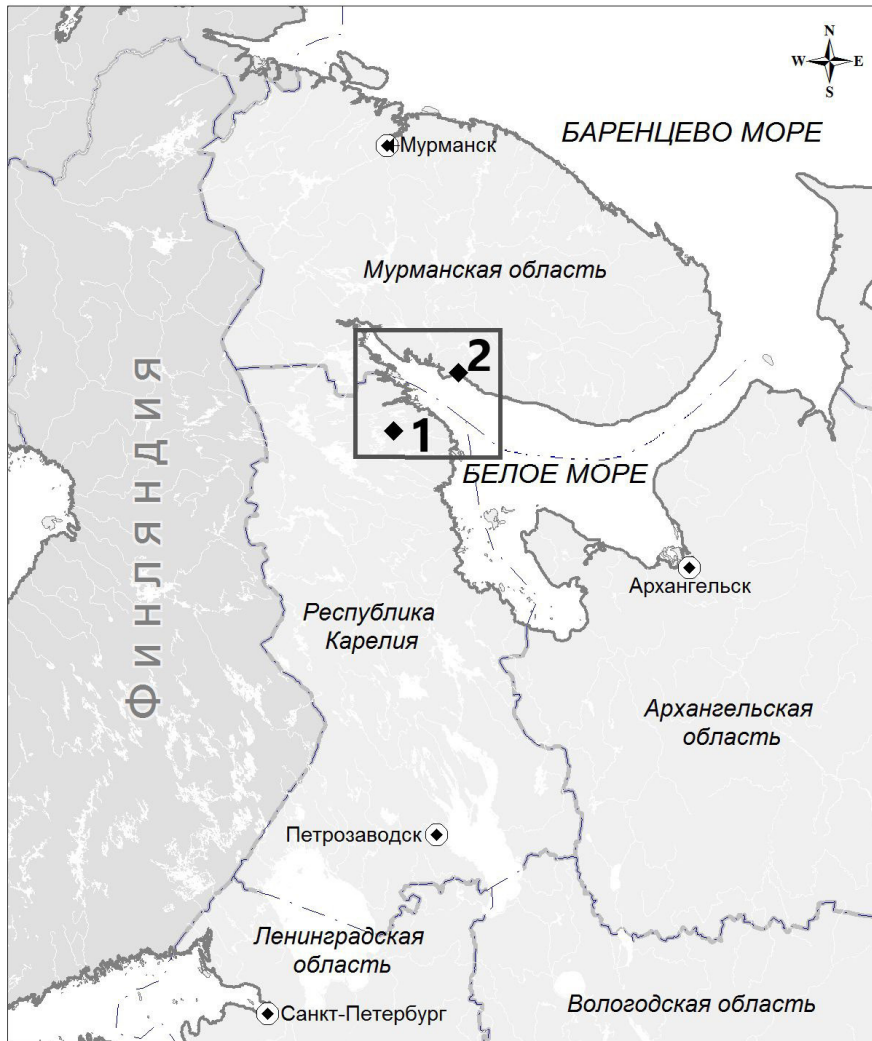 N
W E
S
БАРЕНЦЕВО МОРЕ
Мурманск
Мурманская область
2
1
БЕЛОЕ МОРЕ
Финляндия
Архангельск
Республика
Карелия
Архангельская
область
Петрозаводск
Ленинградская
область
Вологодская область
Санкт-Петербург